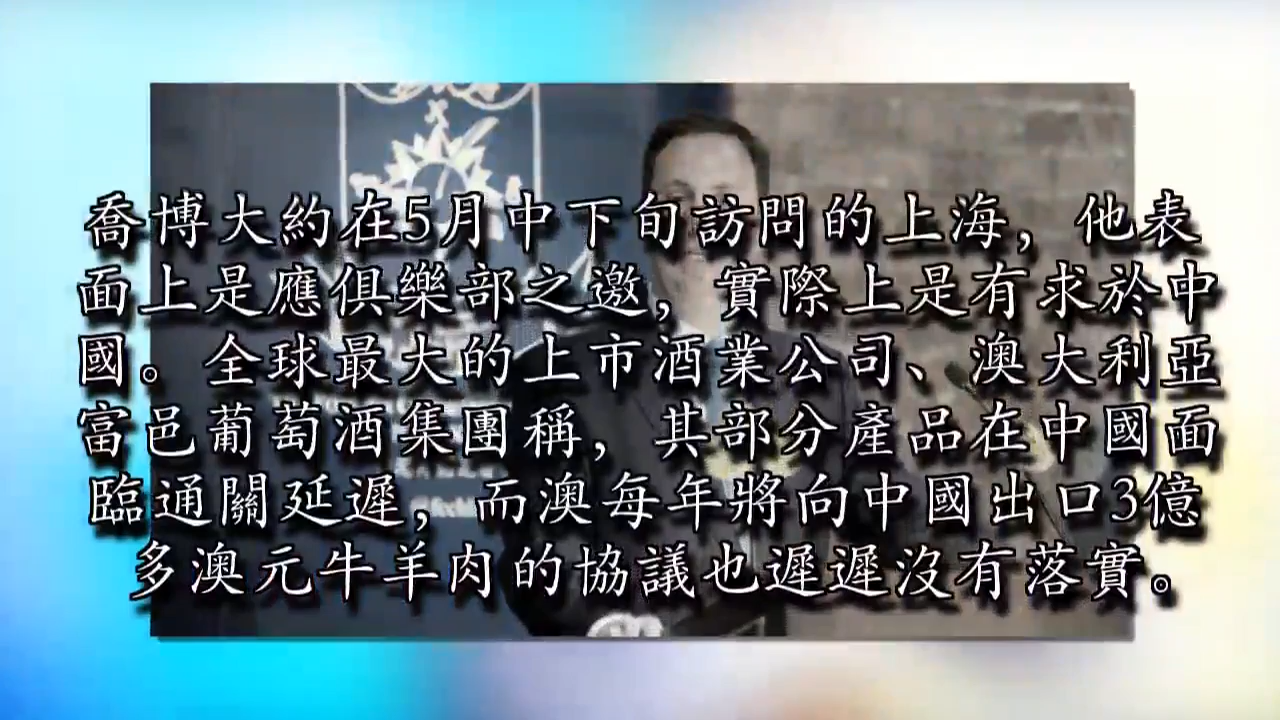 喬博大約在5月中下旬訪問的上海，他表
面上是應俱樂部之邀，實際上是有求於中
國。全球最大的上市酒業公司、澳大利亞
富邑葡萄酒集團稱，其部分產品在中國面
臨通關延遲，而澳每年將向中國出口3億
多澳元牛羊肉的協議也遲遲沒有落實。